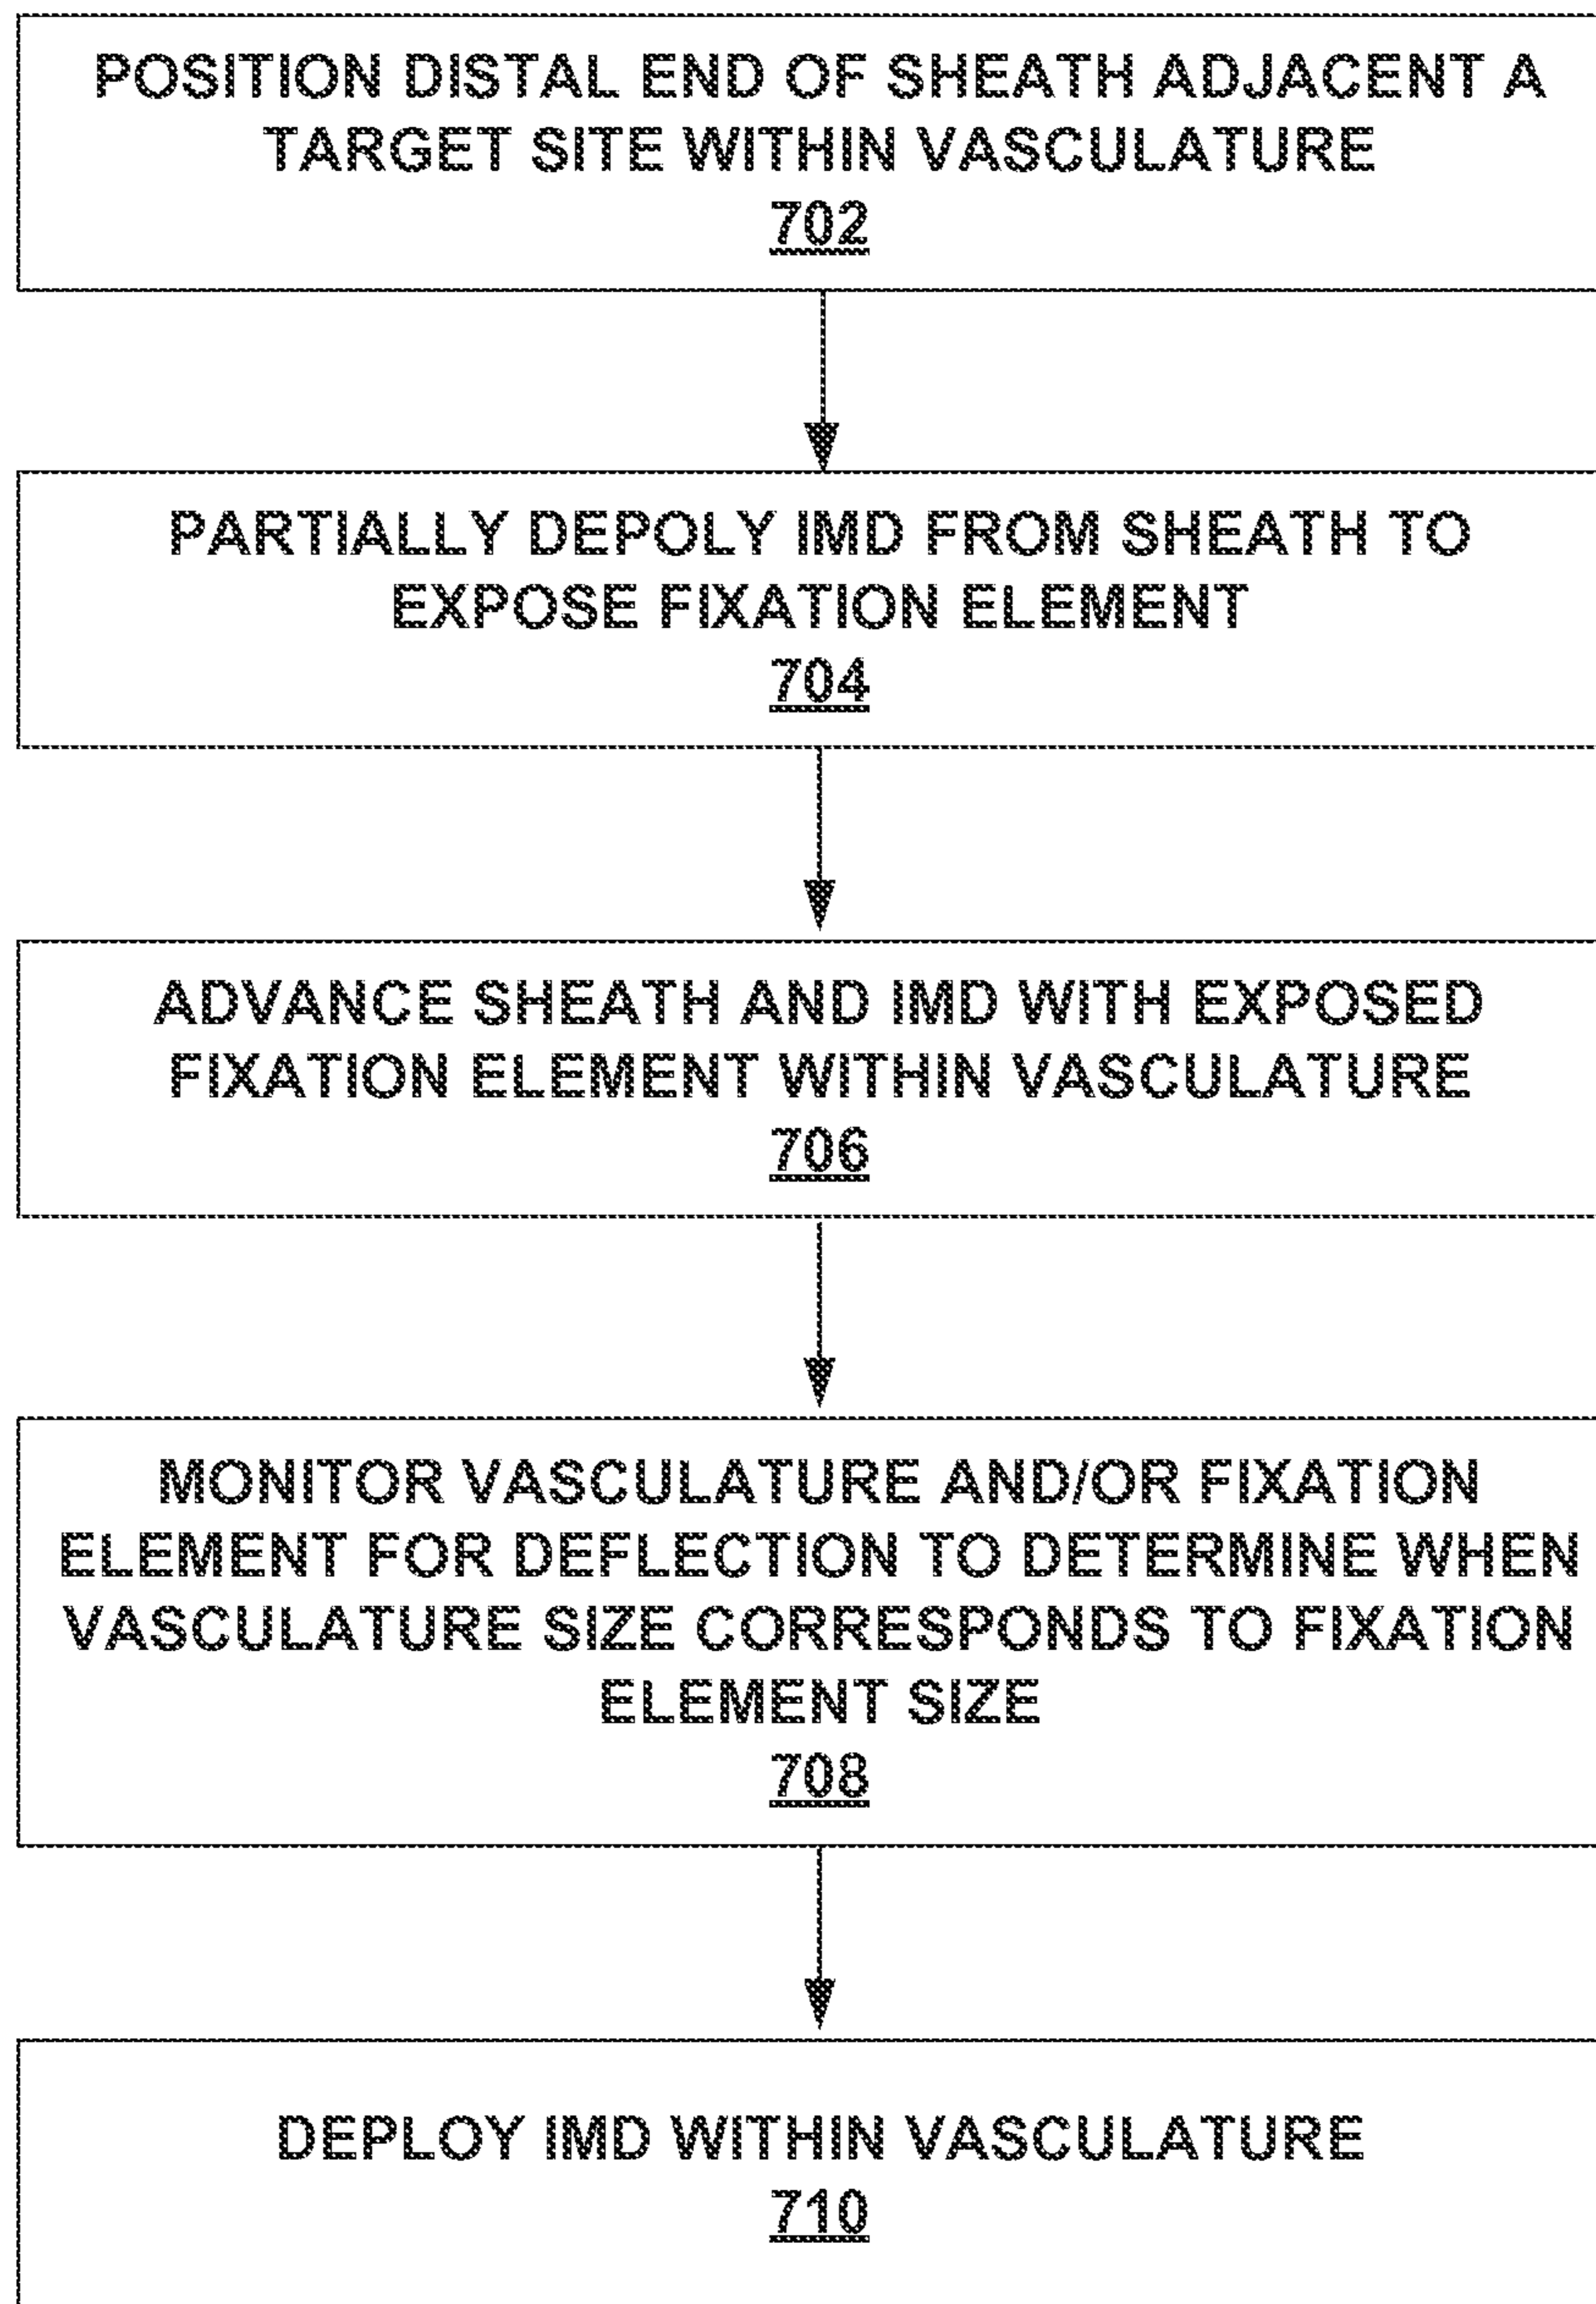 POSITION DISTAL END OF SHEATH ADJACENT A
TARGET SITE WITHIN VASCULATURE
702
PARTIALLY DEPOLY IMD FROM SHEATH TO
EXPOSE FIXATION ELEMENT
704
ADVANCE SHEATH AND IMD WITH EXPOSED
FIXATION ELEMENT WITHIN VASCULATURE
706
MONITOR VASCULATURE AND/OR FIXATION
ELEMENT FOR DEFLECTION TO DETERMINE WHEN
VASCULATURE SIZE CORRESPONDS TO FIXATION
ELEMENT SIZE
708
DEPLOY IMD WITHIN VASCULATURE
710